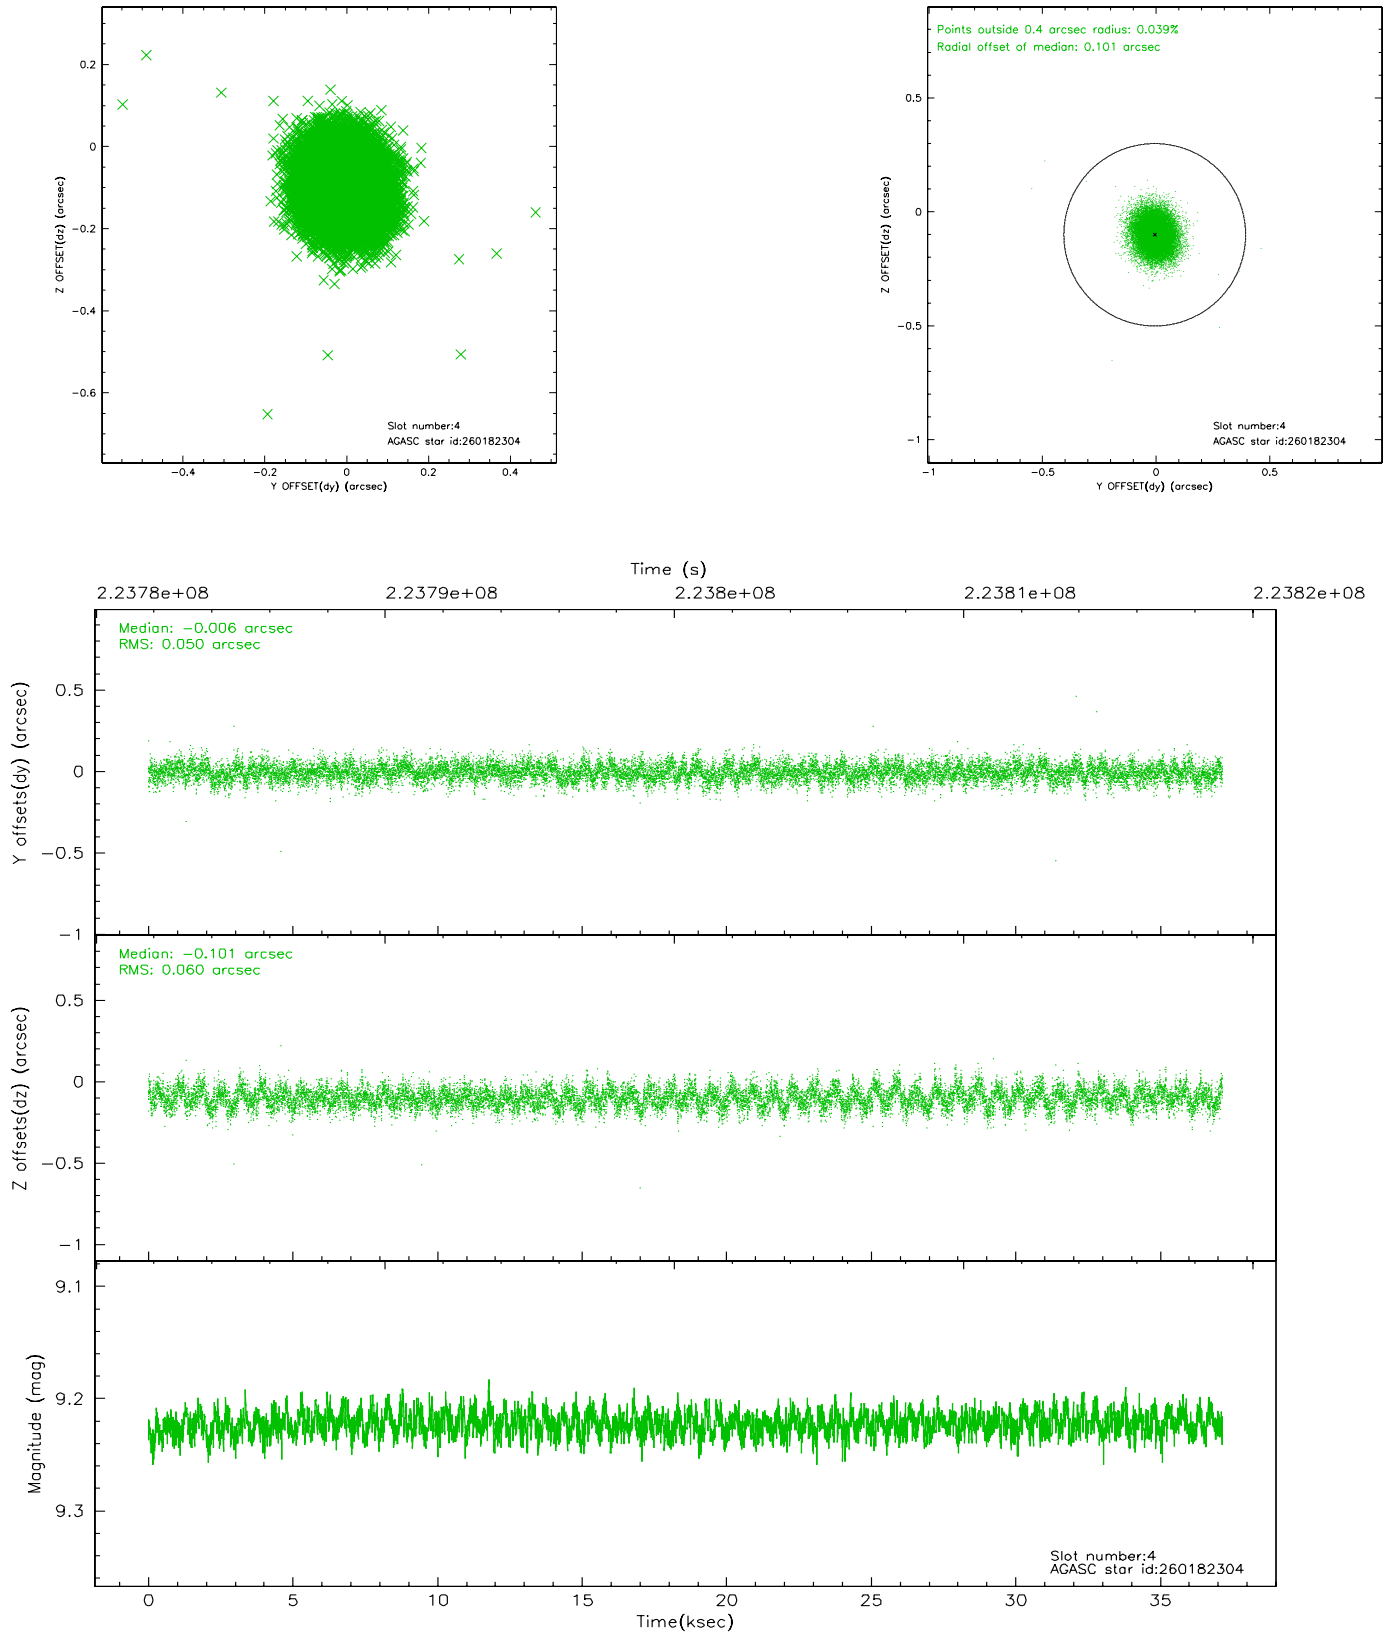 0.2
0
−0.2
−0.4
−0.6
Z OFFSET(dz) (arcsec)
−0.4 −0.2 0 0.2 0.4
Y OFFSET(dy) (arcsec)
Slot number:4
AGASC star id:260182304
Points outside 0.4 arcsec radius: 0.039%
Radial offset of median: 0.101 arcsec
0.5
0
−0.5
−1
Z OFFSET(dz) (arcsec)
−1 −0.5 0 0.5
Y OFFSET(dy) (arcsec)
Slot number:4
AGASC star id:260182304
Time (s)
2.2378e+08 2.2379e+08 2.238e+08 2.2381e+08 2.2382e+08
Median: −0.006 arcsec
RMS: 0.050 arcsec
0.5
0
−0.5
−1
Y offsets(dy) (arcsec)
Median: −0.101 arcsec
RMS: 0.060 arcsec
0.5
0
−0.5
−1
Z offsets(dz) (arcsec)
9.1
9.2
9.3
Magnitude (mag)
Slot number:4
AGASC star id:260182304
0 5 10 15 20 25 30 35
Time(ksec)